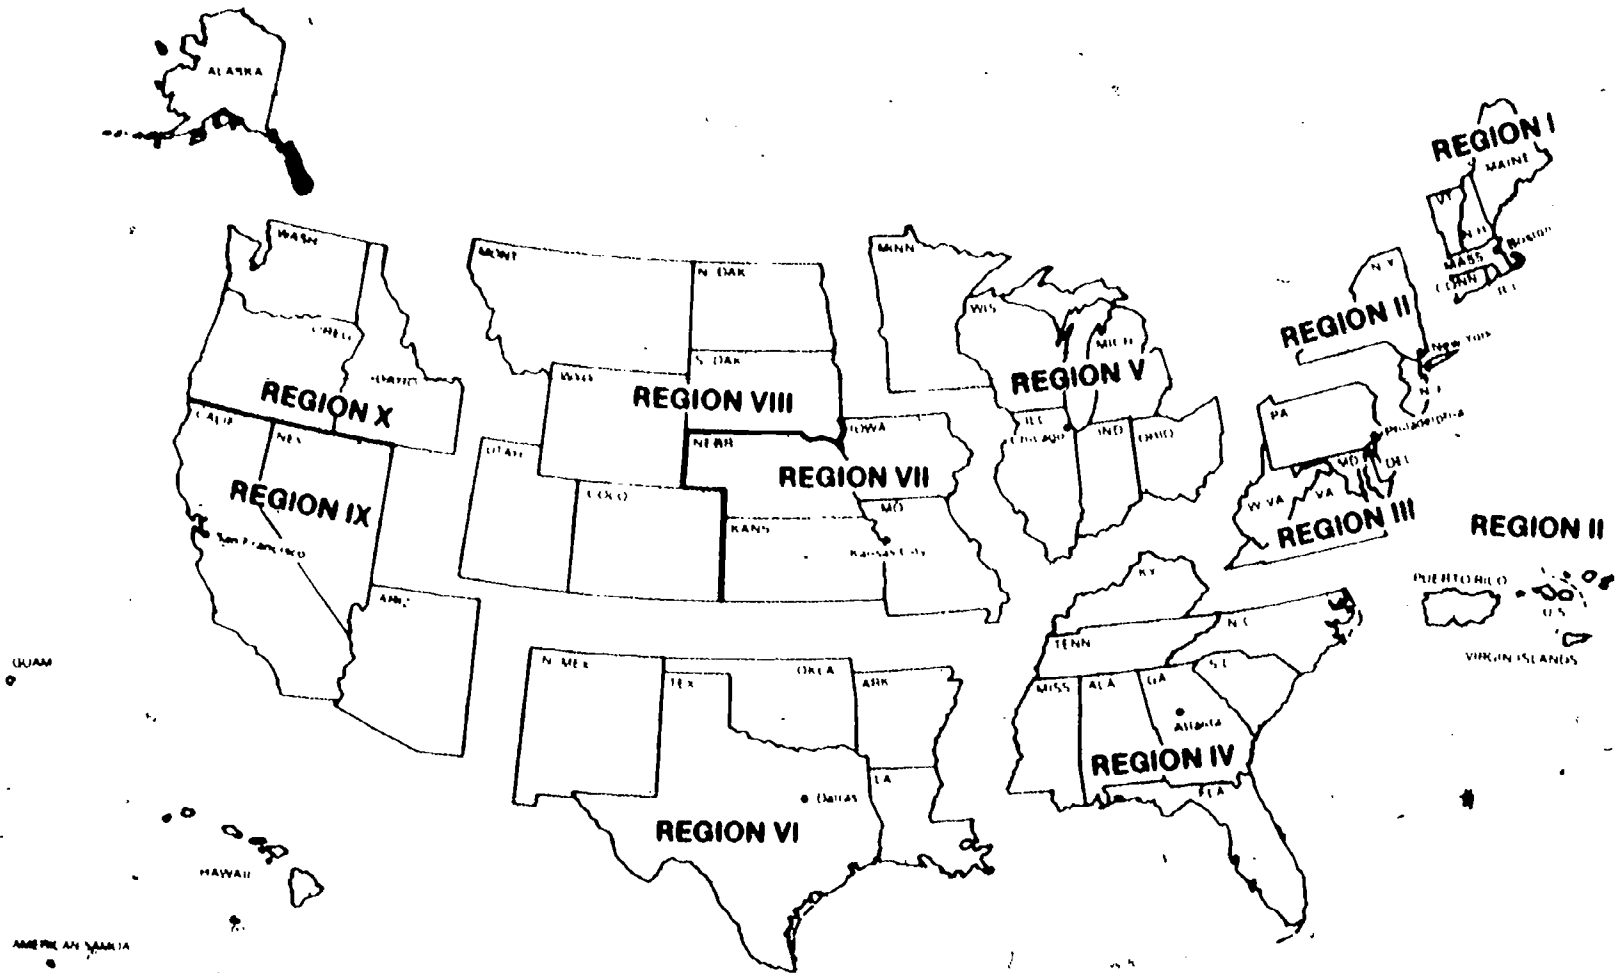 ALASKA
REGION I
MAINE
VT
N.H
Boston
MASS
CONN
R.I.
WASH
MONT
N. DAK
MINN
N.Y.
OREG
S. DAK
WIS
MICH
REGION II
New York
IDAHO
WYO
REGION VIII
REGION V
N.J.
REGION X
CALIF
NEV
UTAH
NEBR
IOWA
ILL
Chicago
IND
OHIO
PA
Philadelphia
REGION IX
COLO
REGION VII
MD
DEL
W.VA
VA
REGION III
REGION II
San Francisco
KANS
MO
Kansas City
KY
PUERTO RICO
U.S.
VIRGIN ISLANDS
ARIZ
TENN
N.C.
GUAM
N. MEX
TEX
OKLA
ARK
MISS
ALA
GA
S.C.
Atlanta
REGION IV
LA
Dallas
FLA
REGION VI
HAWAII
AMERICAN SAMOA